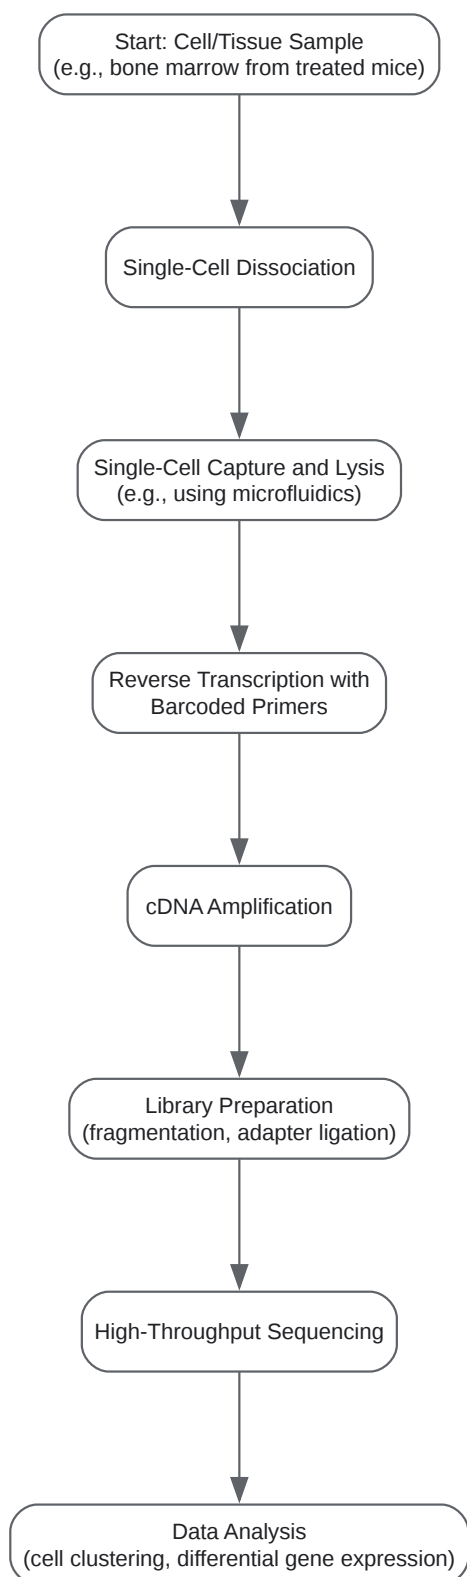 Start: Cell/Tissue Sample
(e.g., bone marrow from treated mice)
Single-Cell Dissociation
Single-Cell Capture and Lysis
(e.g., using microfluidics)
Reverse Transcription with
Barcoded Primers
cDNA Amplification
Library Preparation
(fragmentation, adapter ligation)
High-Throughput Sequencing
Data Analysis
(cell clustering, differential gene expression)